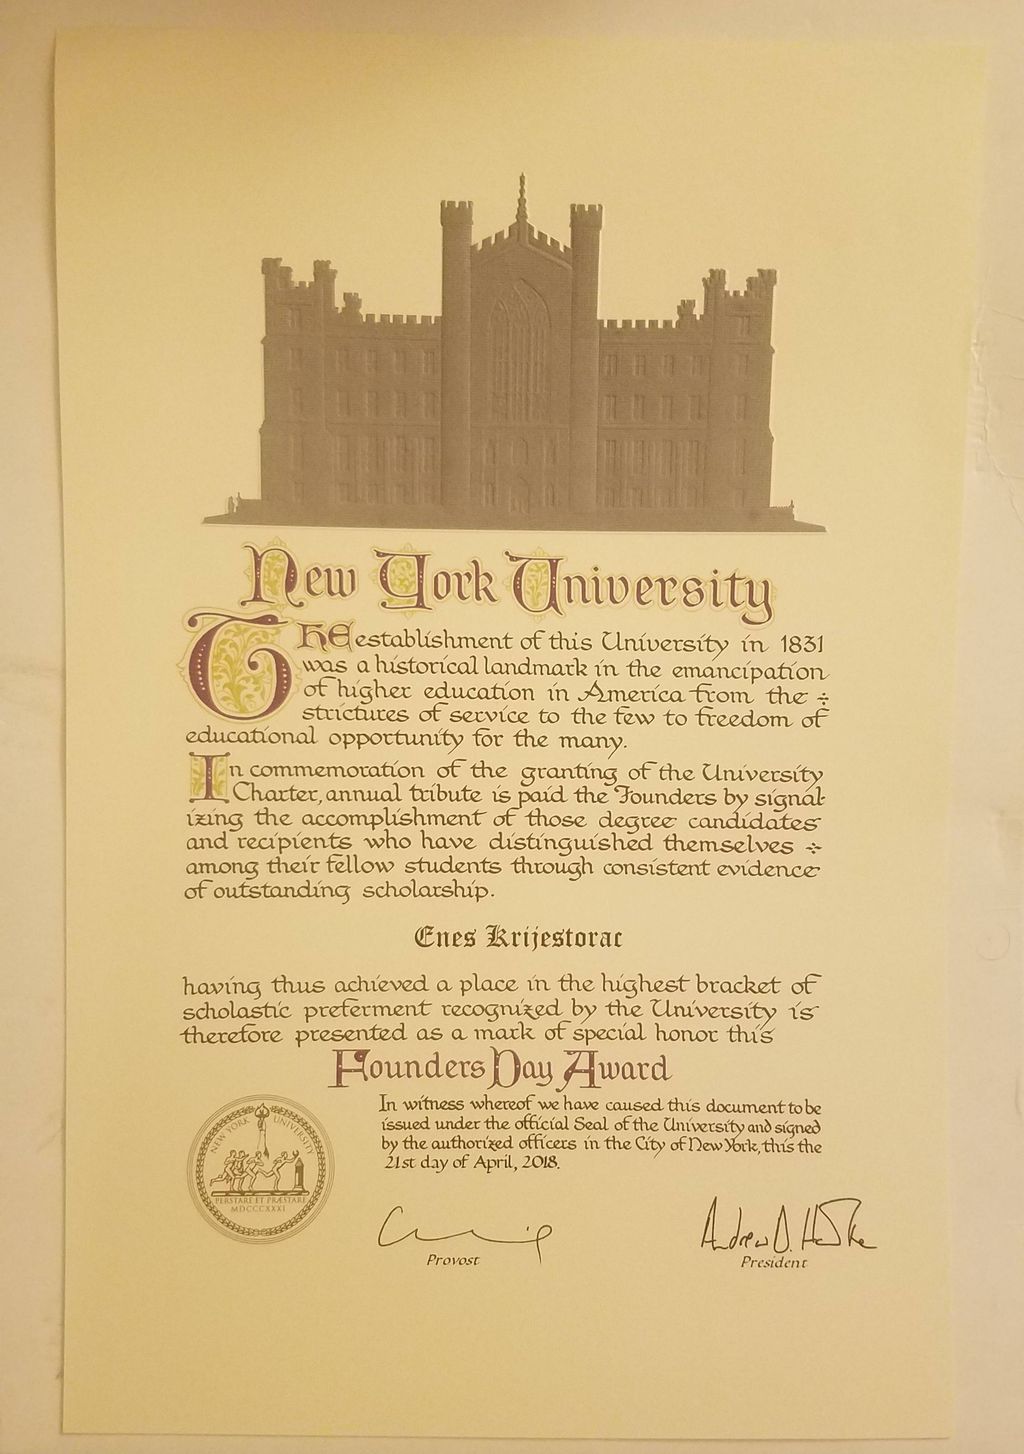 New York University
THE establishment of this University in 1831
was a historical landmark in the emancipation
of higher education in America from the ÷
strictures of service to the few to freedom of
educational opportunity for the many.
In commemoration of the granting of the University
Charter, annual tribute is paid the Founders by signal-
izing the accomplishment of those degree candidates
and recipients who have distinguished themselves ÷
among their fellow students through consistent evidence
of outstanding scholarship.
Enes Krijestorac
having thus achieved a place in the highest bracket of
scholastic preferment recognized by the University is
therefore presented as a mark of special honor this
Founders Day Award
In witness whereof we have caused this document to be
issued under the official Seal of the University and signed
by the authorized officers in the City of New York, this the
21st day of April, 2018.
NEW YORK UNIVERSITY
PERSTARE ET PRÆSTARE
MDCCCXXXI
Provost
Andrew D.
President